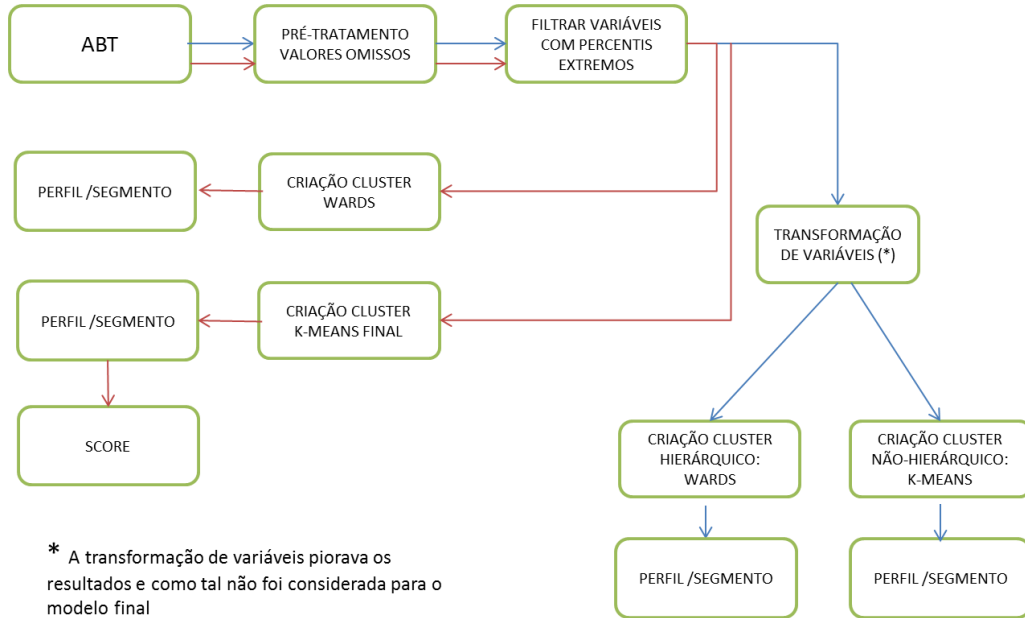 ABT
PRÉ-TRATAMENTO
VALORES OMISSOS
FILTRAR VARIÁVEIS
COM PERCENTIS
EXTREMOS
PERFIL /SEGMENTO
CRIAÇÃO CLUSTER
WARDS
TRANSFORMAÇÃO
DE VARIÁVEIS (*)
PERFIL /SEGMENTO
CRIAÇÃO CLUSTER
K-MEANS FINAL
SCORE
CRIAÇÃO CLUSTER
HIERÁRQUICO:
WARDS
CRIAÇÃO CLUSTER
NÃO-HIERÁRQUICO:
K-MEANS
PERFIL /SEGMENTO
PERFIL /SEGMENTO
* A transformação de variáveis piorava os
resultados e como tal não foi considerada para o
modelo final